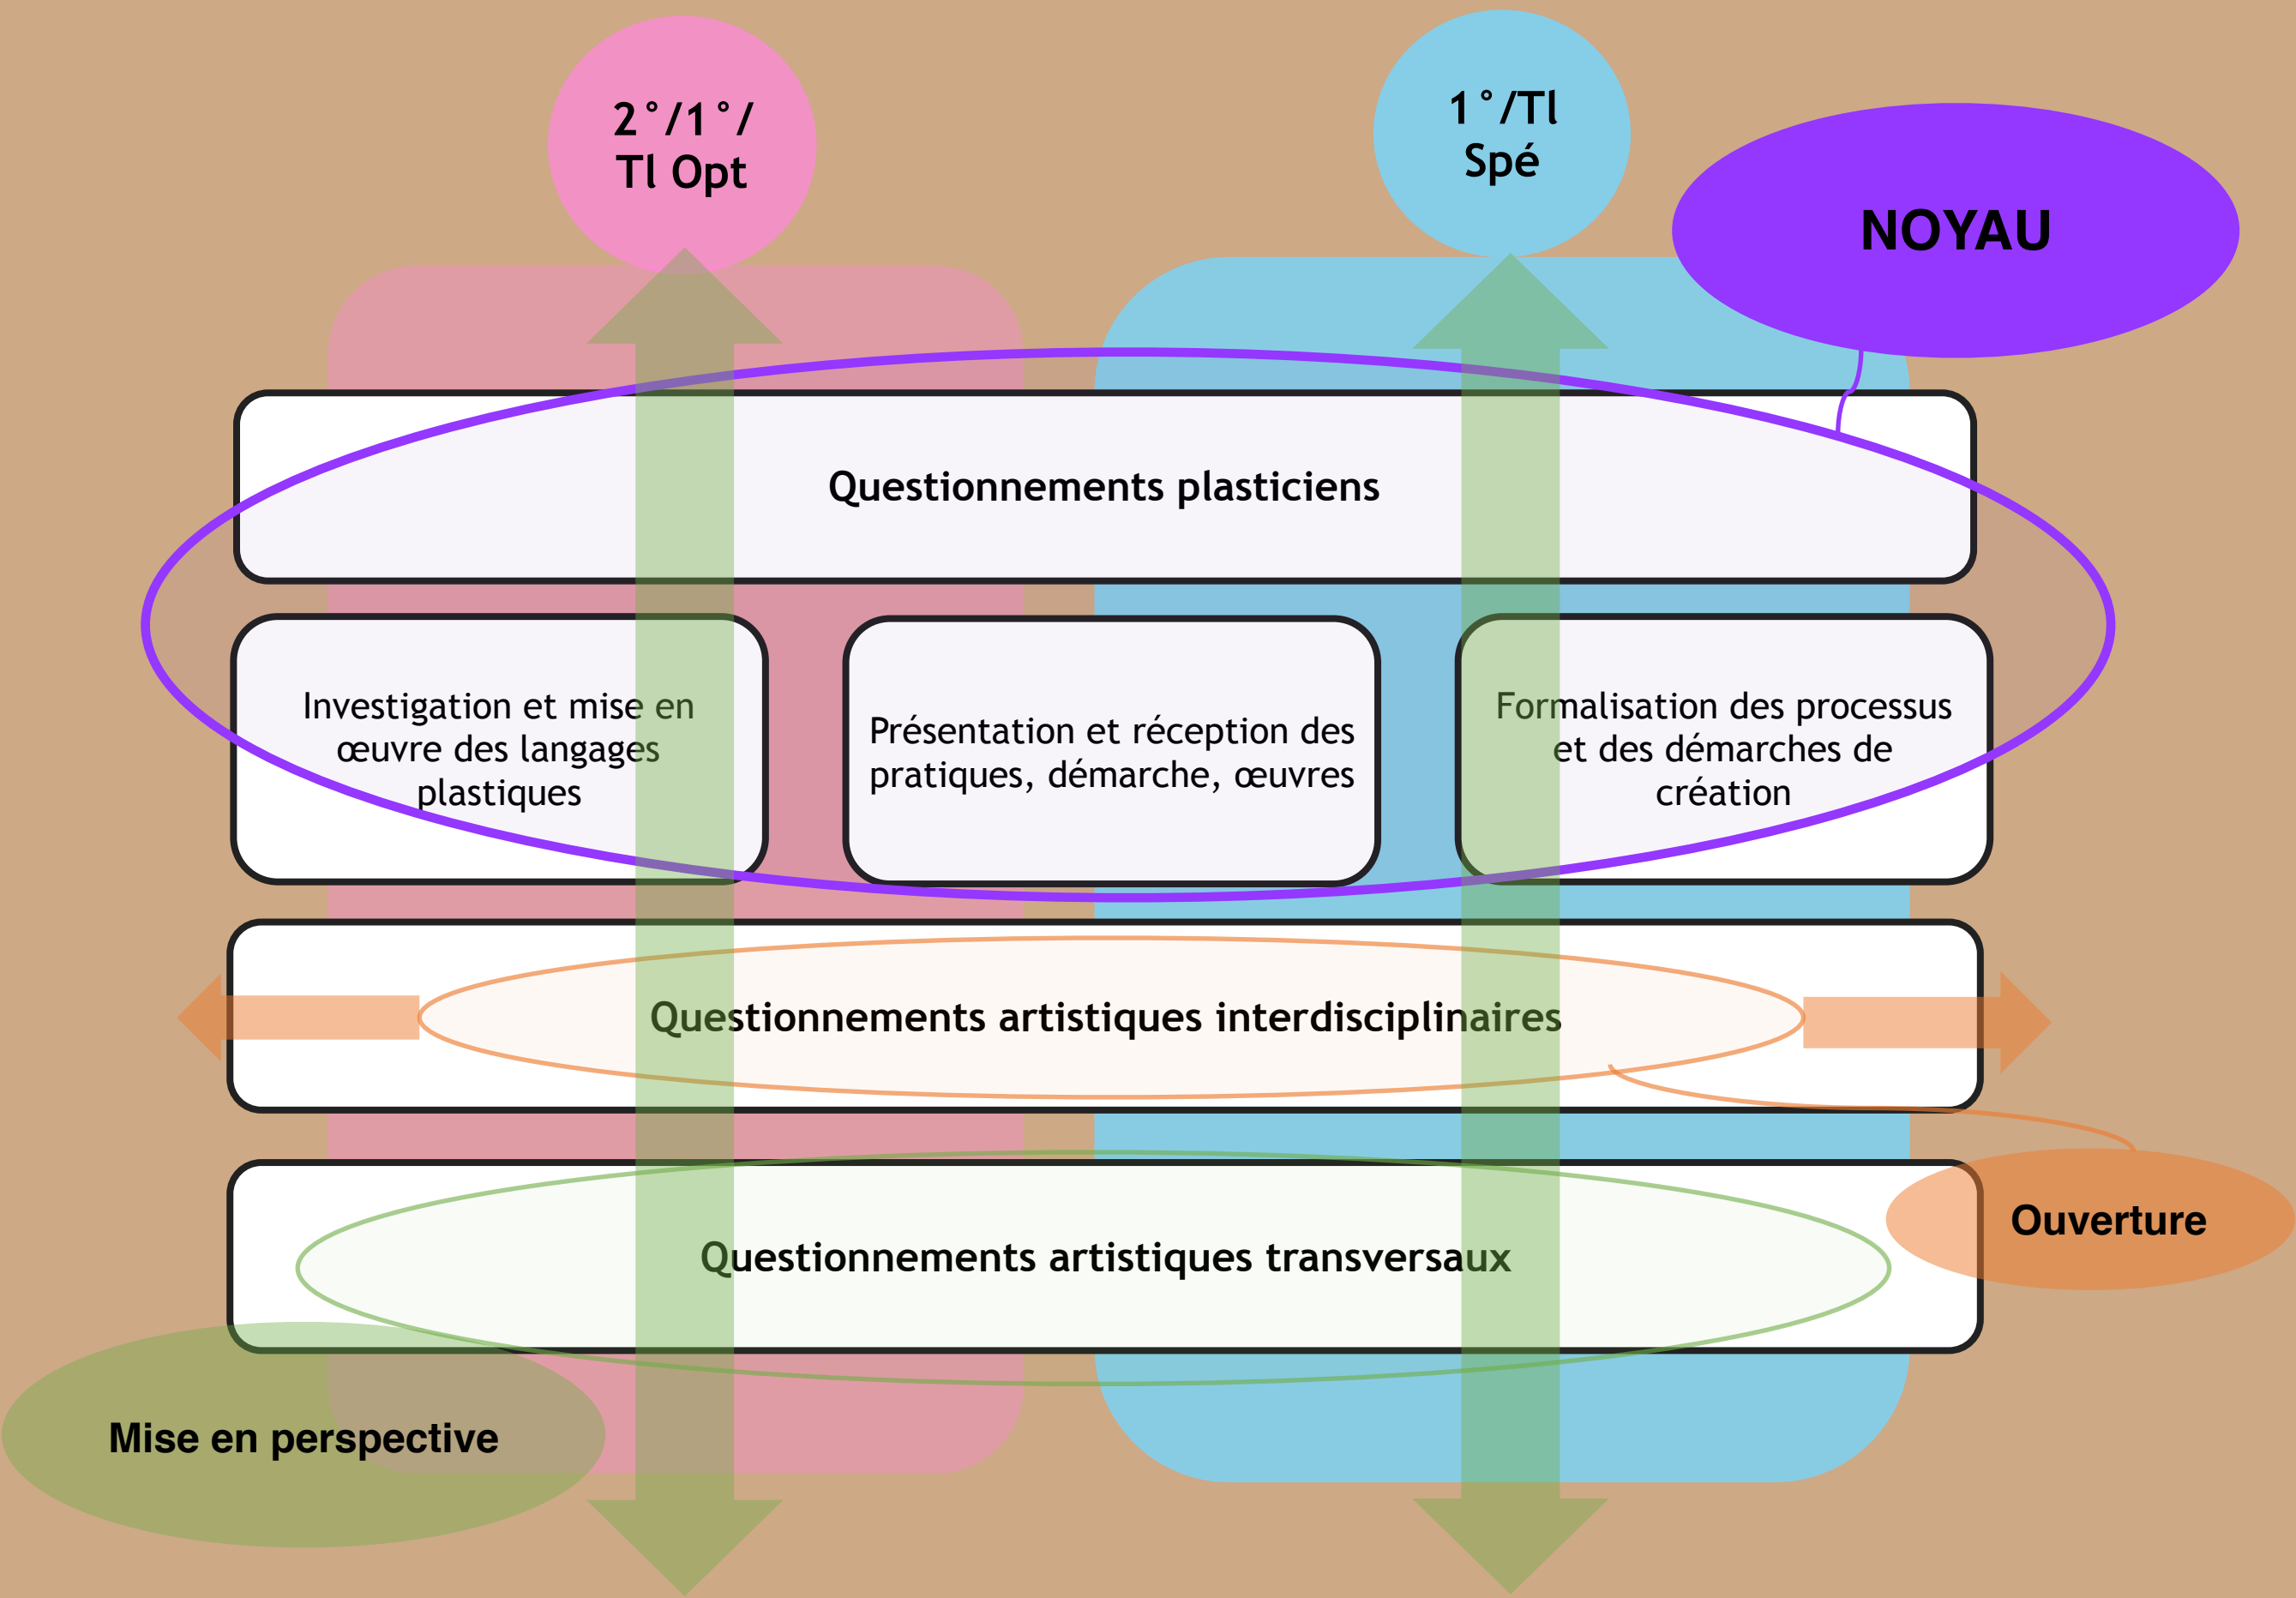 2°/1°/
Tl Opt
1°/Tl
Spé
NOYAU
Questionnements plasticiens
Investigation et mise en
œuvre des langages
plastiques
Présentation et réception des
pratiques, démarche, œuvres
Formalisation des processus
et des démarches de
création
Questionnements artistiques interdisciplinaires
Ouverture
Questionnements artistiques transversaux
Mise en perspective